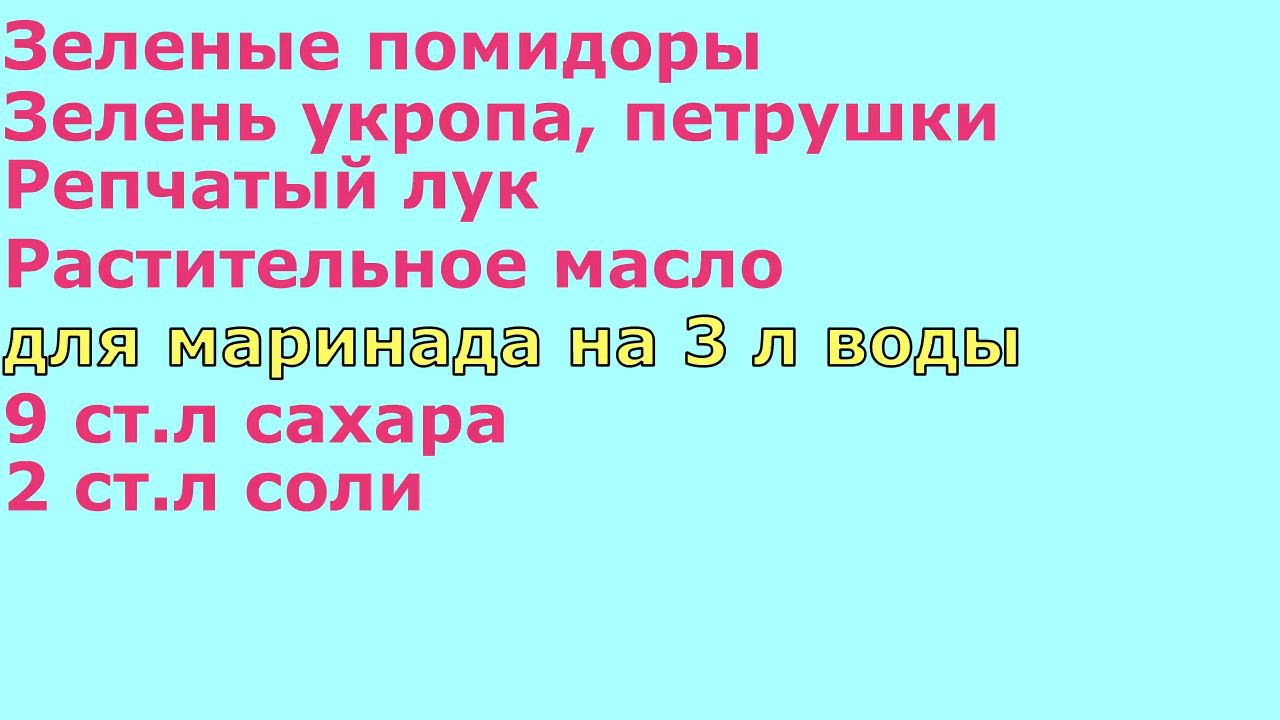 Зеленые помидоры
Зелень укропа, петрушки
Репчатый лук
Растительное масло
для маринада на 3 л воды
9 ст.л сахара
2 ст.л соли